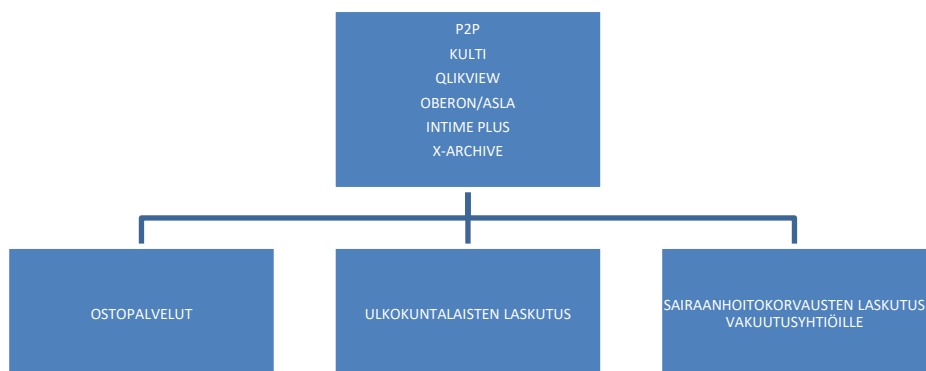 P2P
KULTI
QLIKVIEW
OBERON/ASLA
INTIME PLUS
X-ARCHIVE
OSTOPALVELUT
ULKOKUNTALAISTEN LASKUTUS
SAIRAANHOITOKORVAUSTEN LASKUTUS
VAKUUTUSYHTIÖILLE